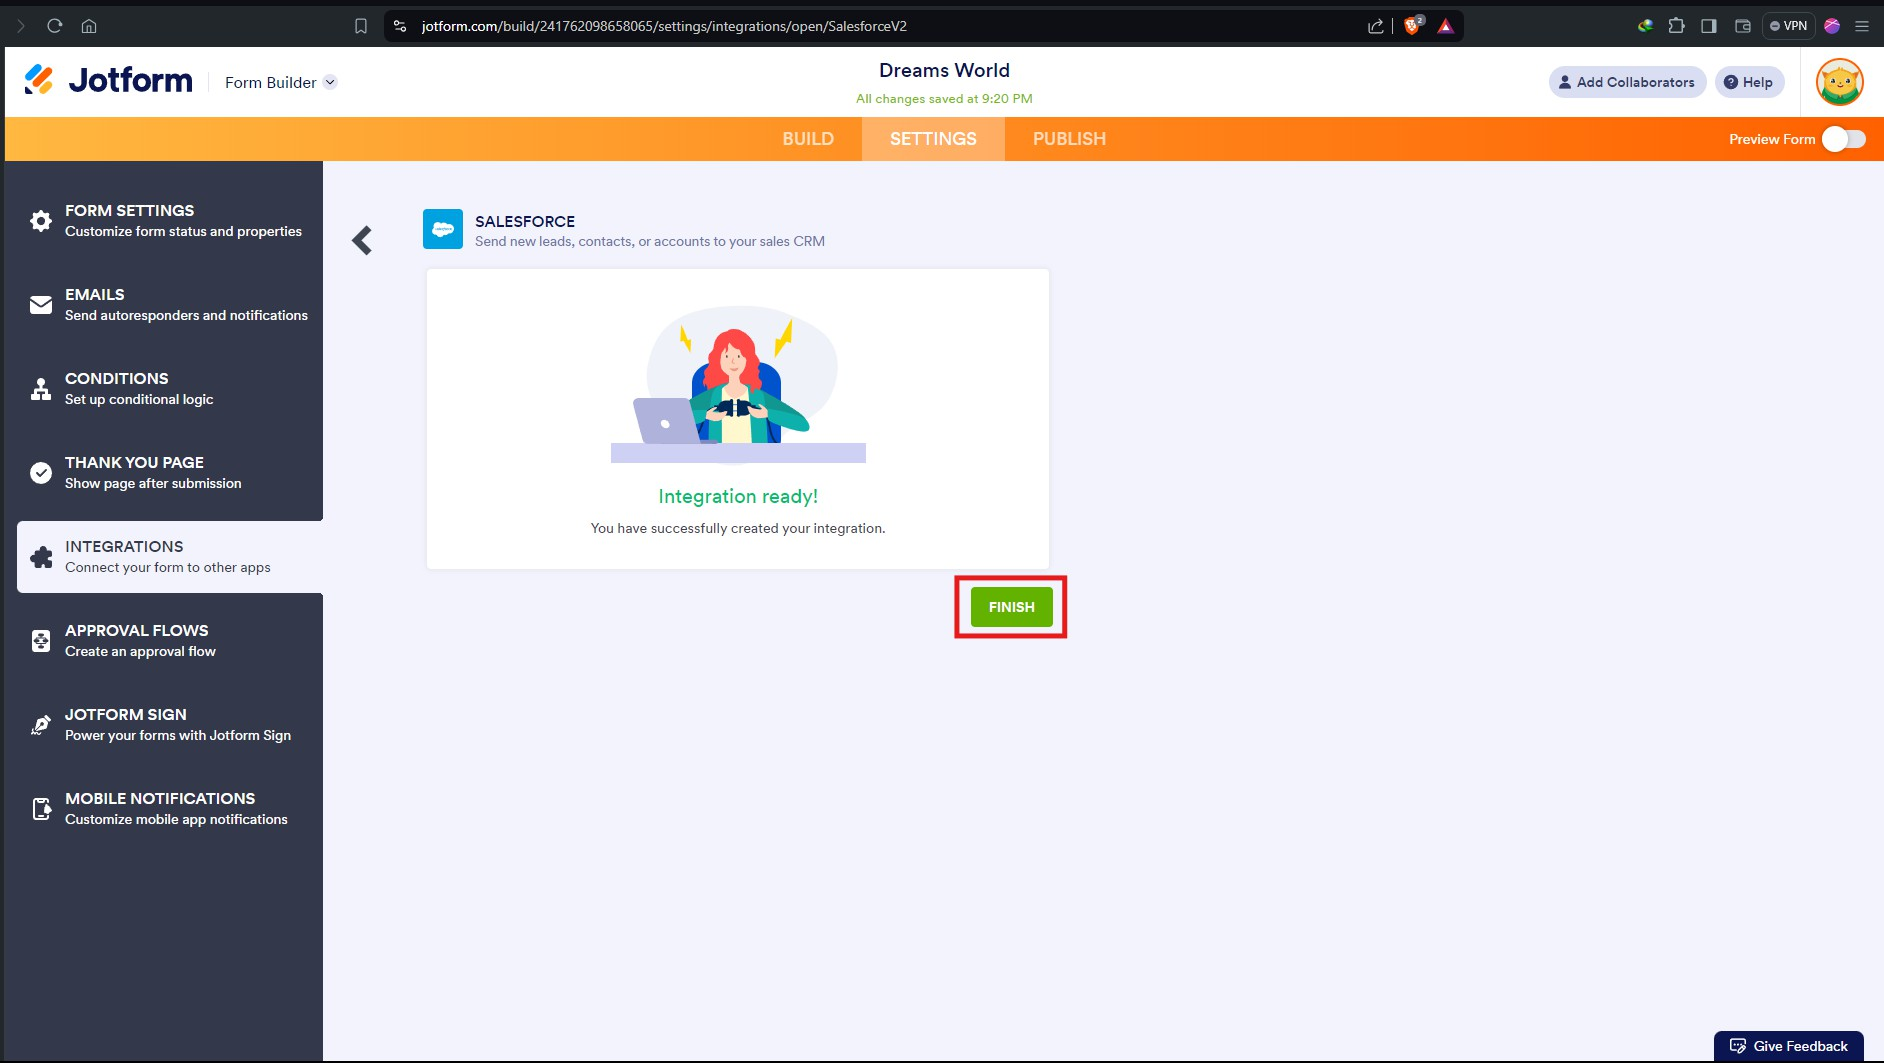 jotform.com/build/241762098658065/settings/integrations/open/SalesforceV2
2
VPN
Jotform
Form Builder
Dreams World
All changes saved at 9:20 PM
Add Collaborators
? Help
BUILD
SETTINGS
PUBLISH
Preview Form
FORM SETTINGS
Customize form status and properties
EMAILS
Send autoresponders and notifications
CONDITIONS
Set up conditional logic
THANK YOU PAGE
Show page after submission
INTEGRATIONS
Connect your form to other apps
APPROVAL FLOWS
Create an approval flow
JOTFORM SIGN
Power your forms with Jotform Sign
MOBILE NOTIFICATIONS
Customize mobile app notifications
SALESFORCE
Send new leads, contacts, or accounts to your sales CRM
Integration ready!
You have successfully created your integration.
FINISH
Give Feedback